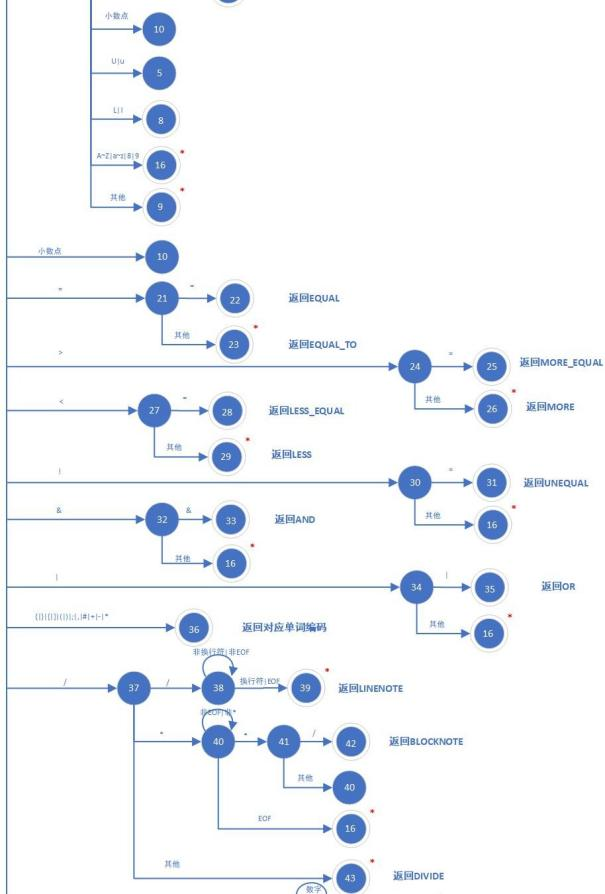 小数点
10
U|u
5
L|l
8
A~Z|a~z|8|9
16
*
其他
9
*
小数点
10
=
21
=
22
返回EQUAL
其他
23
*
返回EQUAL_TO
>
24
=
25
返回MORE_EQUAL
其他
26
*
返回MORE
<
27
=
28
返回LESS_EQUAL
其他
29
*
返回LESS
!
30
=
31
返回UNEQUAL
其他
16
*
&
32
&
33
返回AND
其他
16
*
|
34
|
35
返回OR
其他
16
*
36
返回对应单词编码
非换行符|非EOF
/
37
/
38
换行符|EOF
39
*
返回LINENOTE
非EOF|非*
*
40
*
41
/
42
返回BLOCKNOTE
其他
40
EOF
16
*
其他
43
*
返回DIVIDE
数字